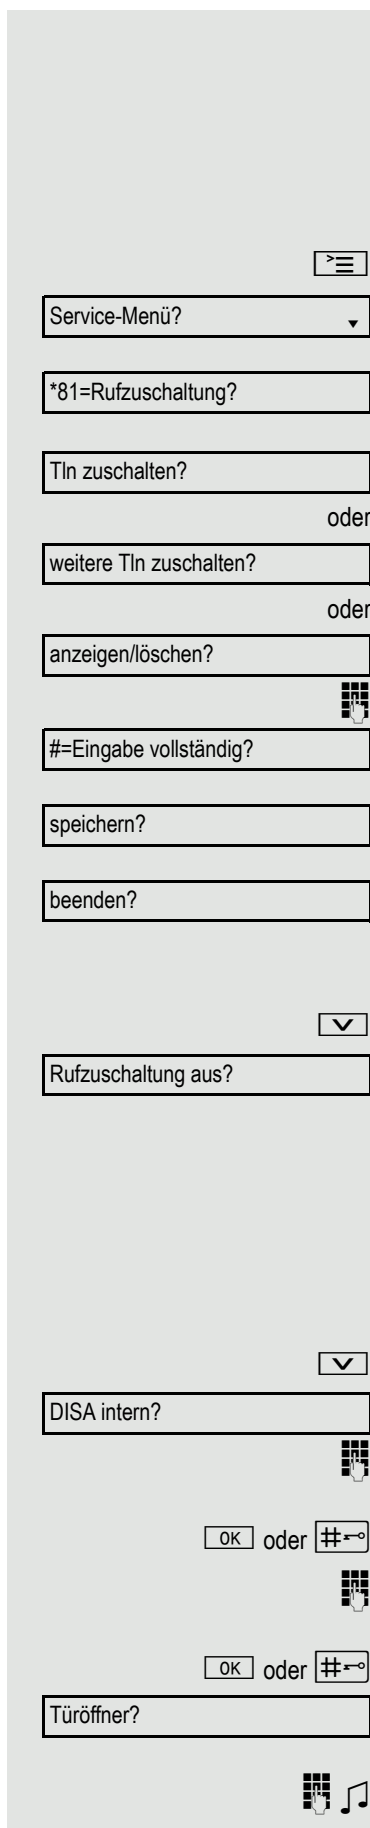 Service-Menü?
*81=Rufzuschaltung?
Tln zuschalten?
oder
weitere Tln zuschalten?
oder
anzeigen/löschen?
#=Eingabe vollständig?
speichern?
beenden?
Rufzuschaltung aus?
DISA intern?
OK oder #
OK oder #
Türöffner?